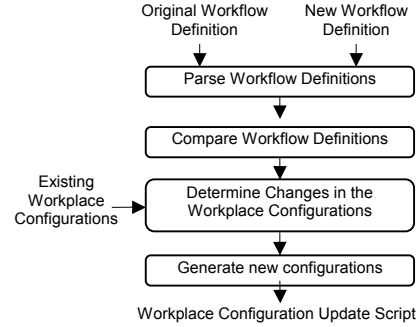 Original Workflow
Definition
New Workflow
Definition
Parse Workflow Definitions
Compare Workflow Definitions
Existing
Workplace
Configurations
Determine Changes in the
Workplace Configurations
Generate new configurations
Workplace Configuration Update Script